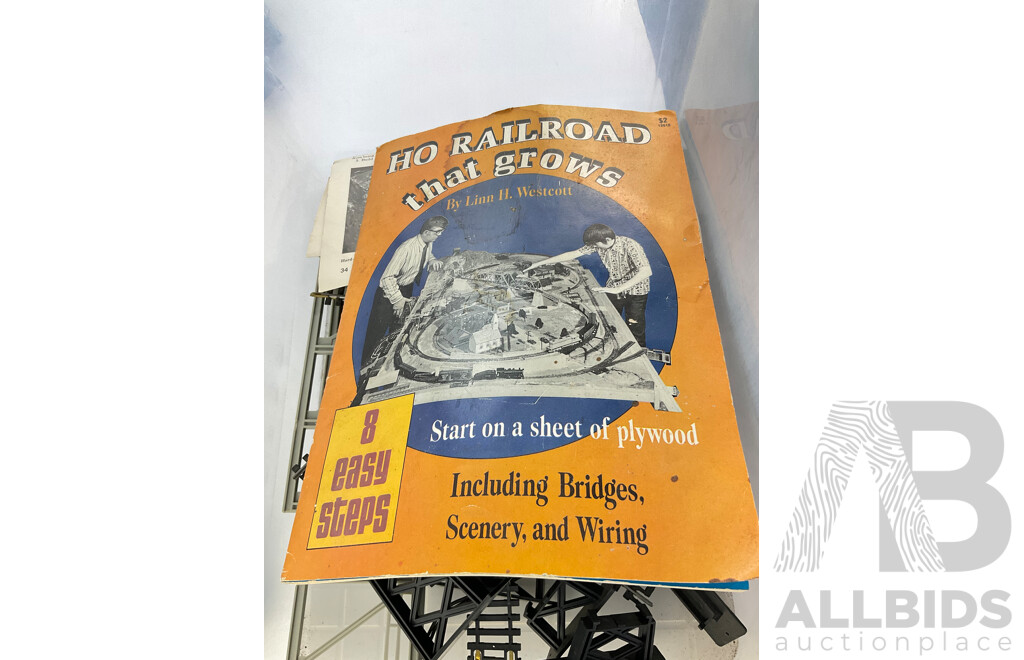 $2
HO RAILROAD
that grows
By Linn H. Westcott
34
8
easy
steps
Start on a sheet of plywood
Including Bridges,
Scenery, and Wiring
AB
ALLBIDS
auctionplace